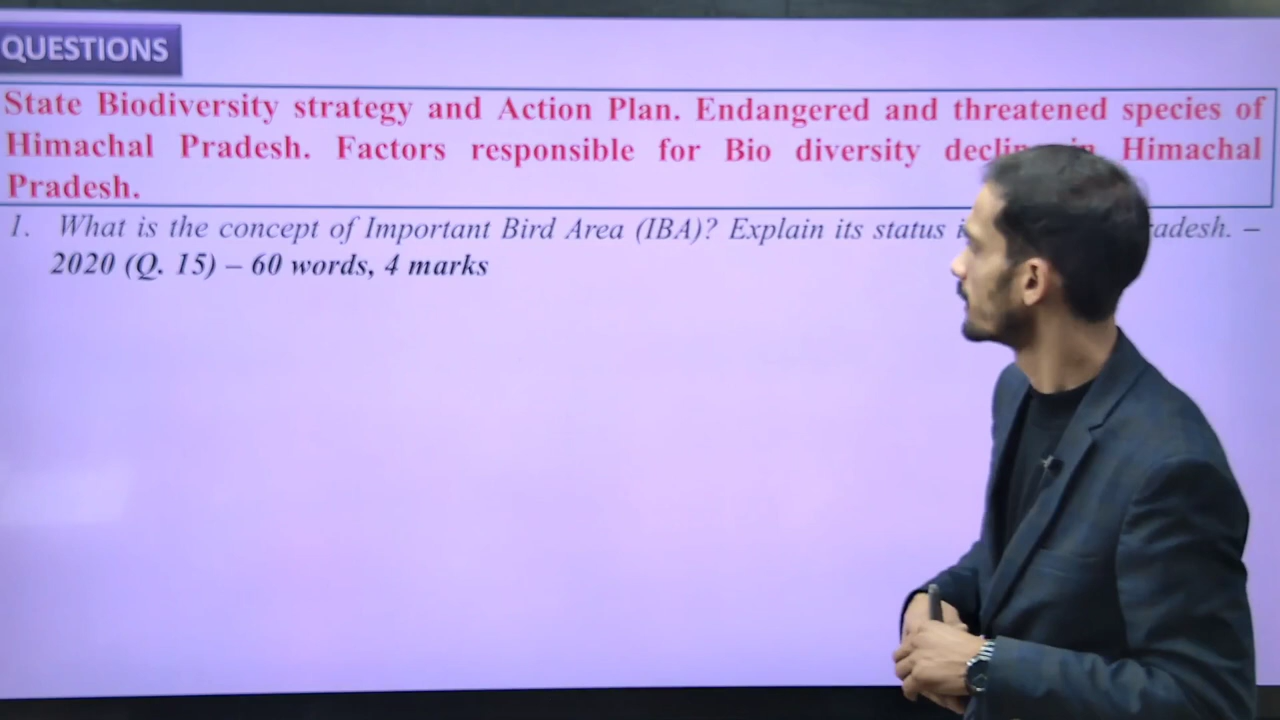 QUESTIONS
State Biodiversity strategy and Action Plan. Endangered and threatened species of
Himachal Pradesh. Factors responsible for Bio diversity Himachal
Pradesh.
1. What is the concept of Important Bird Area (IBA)? Explain its status –
2020 (Q. 15) – 60 words, 4 marks